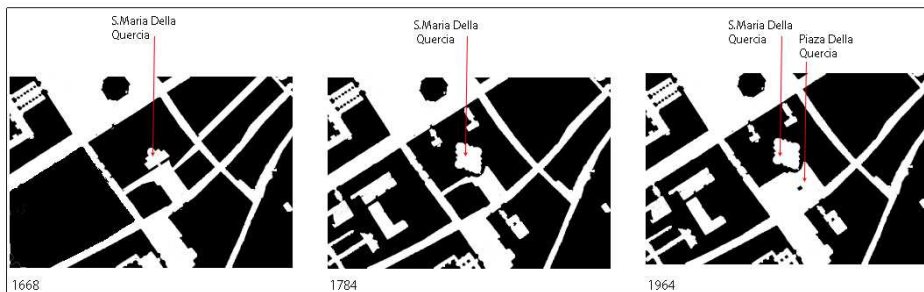 S.Maria Della
Quercia
S.Maria Della
Quercia
S.Maria Della
Quercia
Piaza Della
Quercia
1668
1784
1964